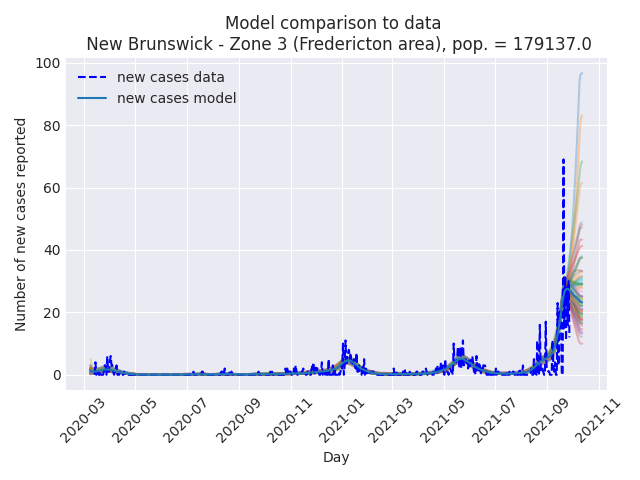 Model comparison to data
New Brunswick - Zone 3 (Fredericton area), pop. = 179137.0
new cases data
new cases model
Number of new cases reported
100
80
60
40
20
0
2020-03
2020-05
2020-07
2020-09
2020-11
2021-01
2021-03
2021-05
2021-07
2021-09
2021-11
Day